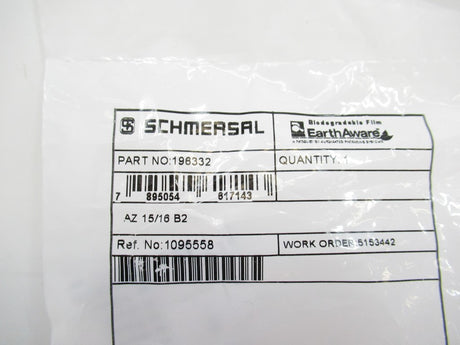 SCHMERSAL
Biodegradable Film
EarthAware
PART NO:196332
QUANTITY: 1
7 895054 617143
AZ 15/16 B2
Ref. No:1095558
WORK ORDER:5153442